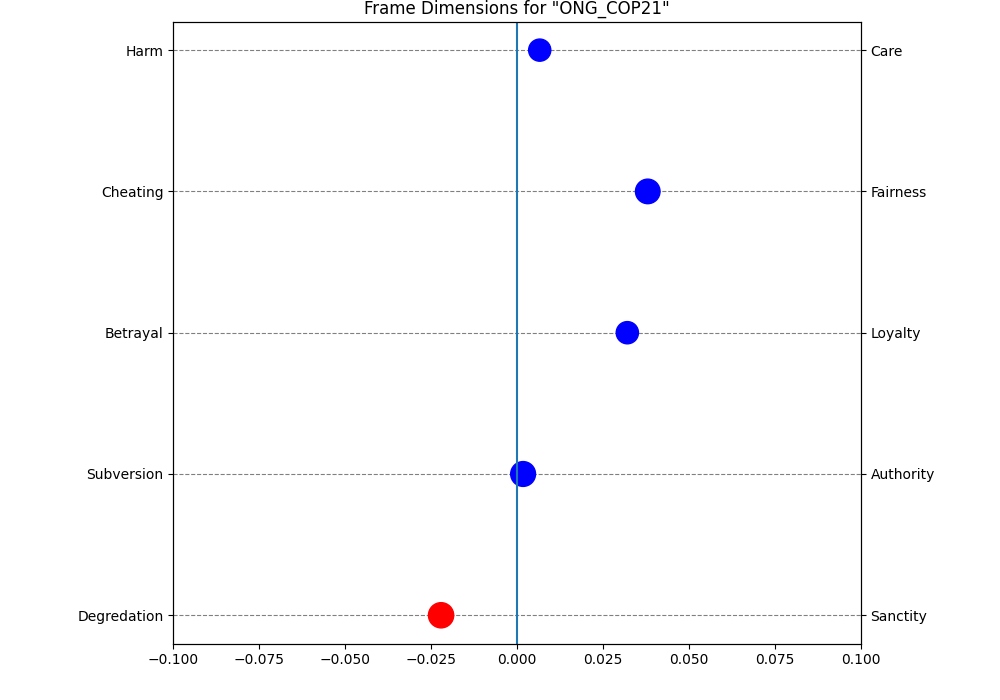 Frame Dimensions for "ONG_COP21"
Harm
Care
Cheating
Fairness
Betrayal
Loyalty
Subversion
Authority
Degredation
Sanctity
−0.100 −0.075 −0.050 −0.025 0.000 0.025 0.050 0.075 0.100